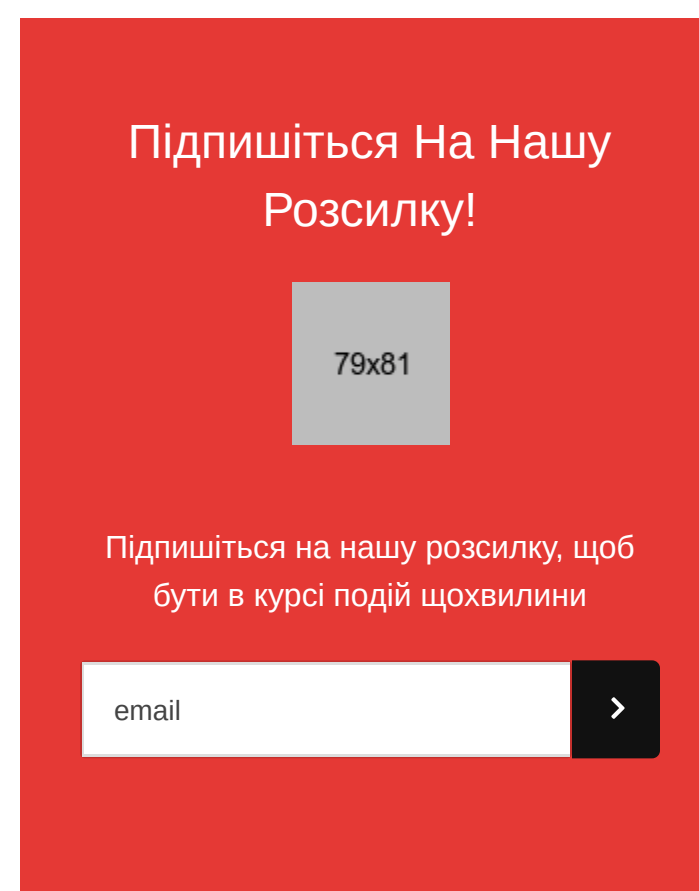 Підпишіться На Нашу
Розсилку!
79x81
Підпишіться на нашу розсилку, щоб
бути в курсі подій щохвилини
email